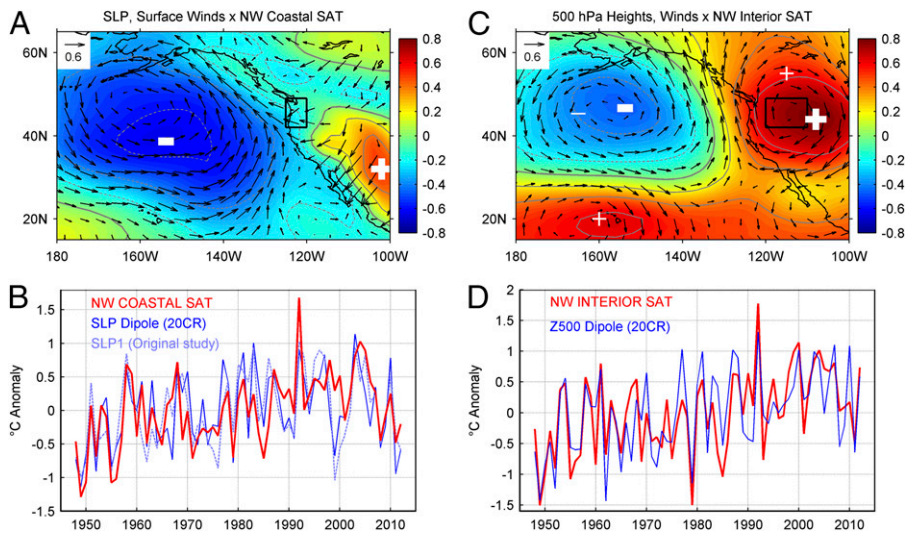 A SLP, Surface Winds x NW Coastal SAT
0.6
60N
40N
20N
180 160W 140W 120W 100W
0.8
0.6
0.4
0.2
0
-0.2
-0.4
-0.6
-0.8
C 500 hPa Heights, Winds x NW Interior SAT
0.6
60N
40N
20N
180 160W 140W 120W 100W
0.8
0.6
0.4
0.2
0
-0.2
-0.4
-0.6
-0.8
B
NW COASTAL SAT
SLP Dipole (20CR)
SLP1 (Original study)
°C Anomaly
1.5
1
0.5
0
-0.5
-1
-1.5
1950 1960 1970 1980 1990 2000 2010
D
NW INTERIOR SAT
Z500 Dipole (20CR)
°C Anomaly
2
1.5
1
0.5
0
-0.5
-1
-1.5
1950 1960 1970 1980 1990 2000 2010